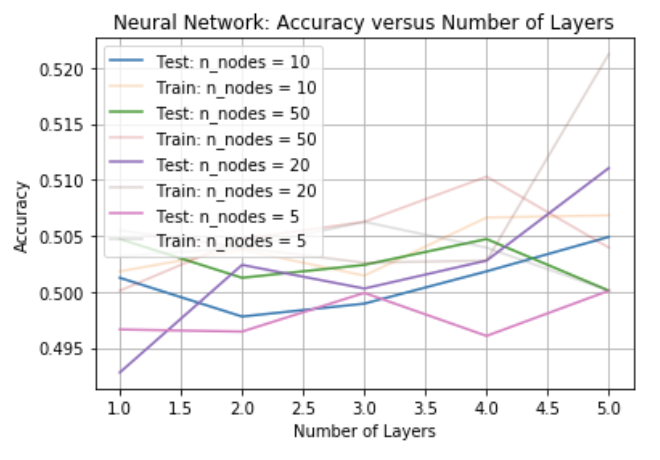 Neural Network: Accuracy versus Number of Layers
Test: n_nodes = 10
Train: n_nodes = 10
Test: n_nodes = 50
Train: n_nodes = 50
Test: n_nodes = 20
Train: n_nodes = 20
Test: n_nodes = 5
Train: n_nodes = 5
0.520
0.515
0.510
0.505
0.500
0.495
Accuracy
1.0 1.5 2.0 2.5 3.0 3.5 4.0 4.5 5.0
Number of Layers